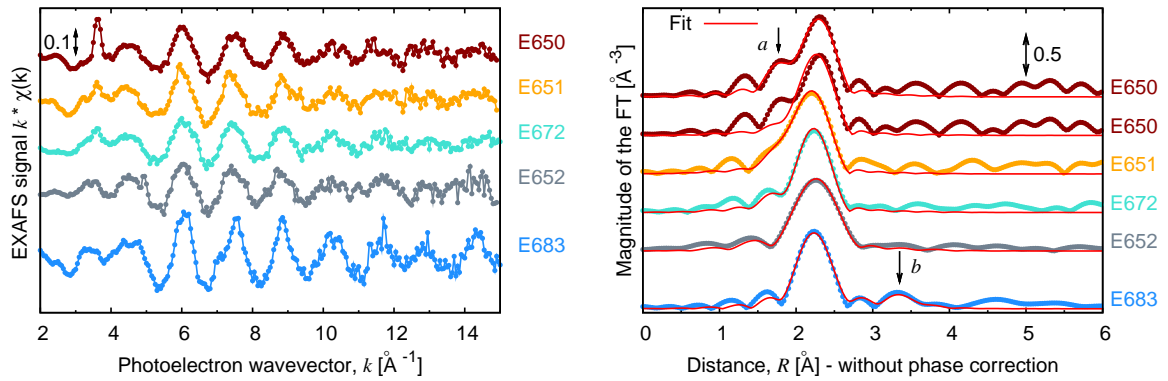 EXAFS signal k * χ(k)
0.1
E650
E651
E672
E652
E683
2 4 6 8 10 12 14
Photoelectron wavevector, k [Å -1]
Magnitude of the FT [Å -3]
Fit
a
0.5
E650
E650
E651
E672
E652
b
E683
0 1 2 3 4 5 6
Distance, R [Å] - without phase correction